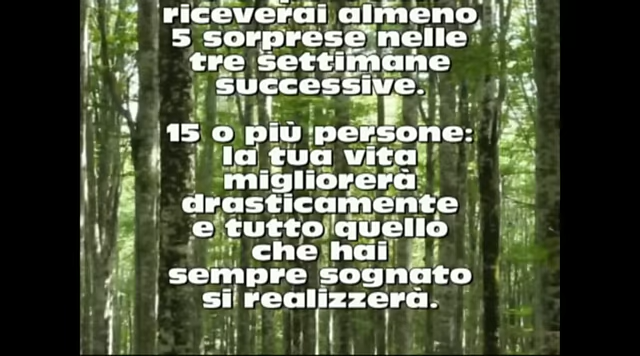 riceverai almeno
5 sorprese nelle
tre settimane
successive.
15 o più persone:
la tua vita
migliorerà
drasticamente
e tutto quello
che hai
sempre sognato
si realizzerà.